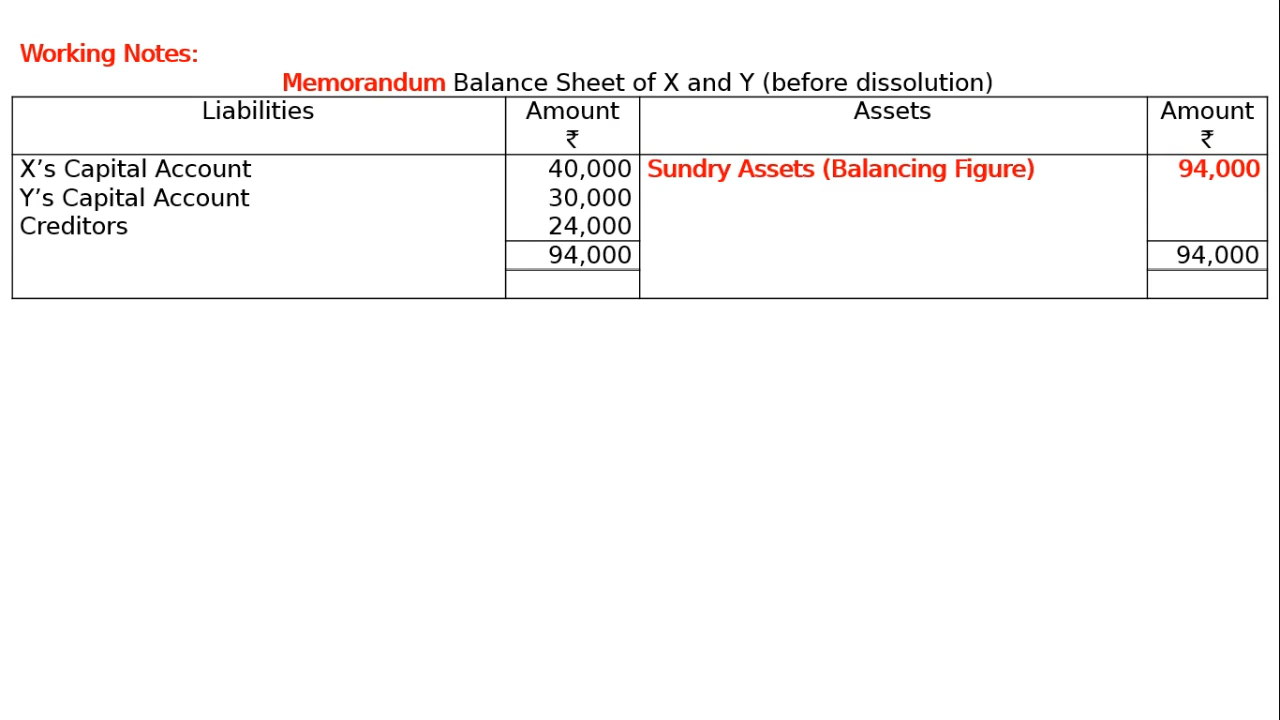 Working Notes:
Memorandum Balance Sheet of X and Y (before dissolution)
Liabilities Amount ₹ Assets Amount ₹
X’s Capital Account 40,000 Sundry Assets (Balancing Figure) 94,000
Y’s Capital Account 30,000
Creditors 24,000
94,000 94,000